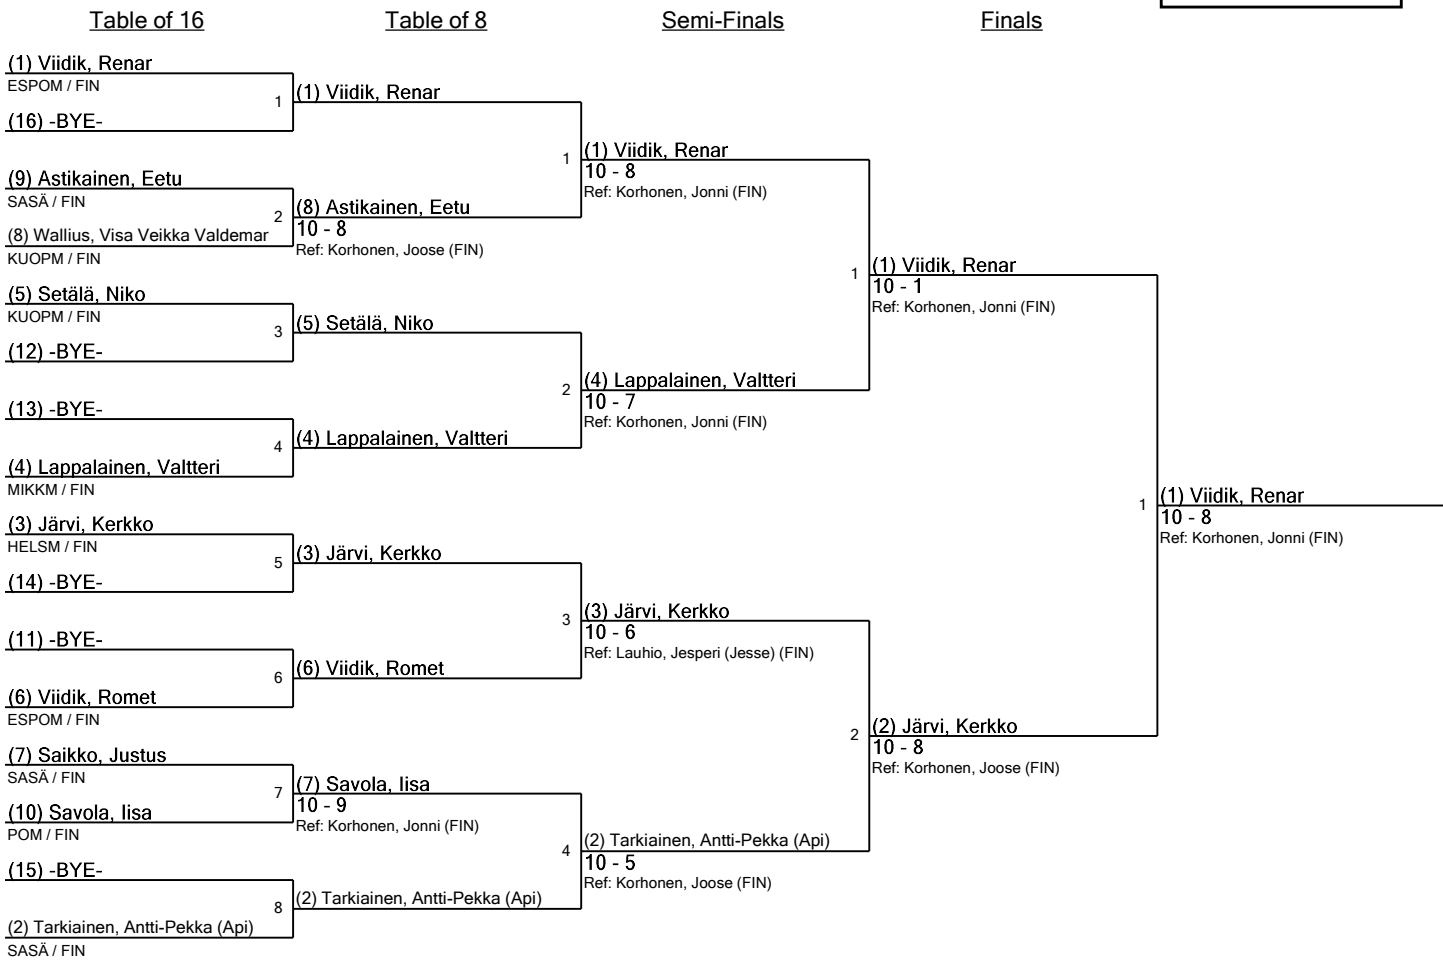 Table of 16
Table of 8
Semi-Finals
Finals
(1) Viidik, Renar
ESPOM / FIN
1
(16) -BYE-
(9) Astikainen, Eetu
SASÄ / FIN
2
(8) Wallius, Visa Veikka Valdemar
KUOPM / FIN
(5) Setälä, Niko
KUOPM / FIN
3
(12) -BYE-
(13) -BYE-
4
(4) Lappalainen, Valtteri
MIKKM / FIN
(3) Järvi, Kerkko
HELSM / FIN
5
(14) -BYE-
(11) -BYE-
6
(6) Viidik, Romet
ESPOM / FIN
(7) Saikko, Justus
SASÄ / FIN
7
(10) Savola, Iisa
POM / FIN
(15) -BYE-
8
(2) Tarkiainen, Antti-Pekka (Api)
SASÄ / FIN
(1) Viidik, Renar
1
(8) Astikainen, Eetu
10 - 8
Ref: Korhonen, Joose (FIN)
(5) Setälä, Niko
2
(4) Lappalainen, Valtteri
(3) Järvi, Kerkko
3
(6) Viidik, Romet
(7) Savola, Iisa
10 - 9
Ref: Korhonen, Jonni (FIN)
4
(2) Tarkiainen, Antti-Pekka (Api)
(1) Viidik, Renar
10 - 8
Ref: Korhonen, Jonni (FIN)
1
(4) Lappalainen, Valtteri
10 - 7
Ref: Korhonen, Jonni (FIN)
(3) Järvi, Kerkko
10 - 6
Ref: Lauhio, Jesperi (Jesse) (FIN)
2
(2) Tarkiainen, Antti-Pekka (Api)
10 - 5
Ref: Korhonen, Joose (FIN)
(1) Viidik, Renar
10 - 1
Ref: Korhonen, Jonni (FIN)
1
(2) Järvi, Kerkko
10 - 8
Ref: Korhonen, Joose (FIN)
(1) Viidik, Renar
10 - 8
Ref: Korhonen, Jonni (FIN)